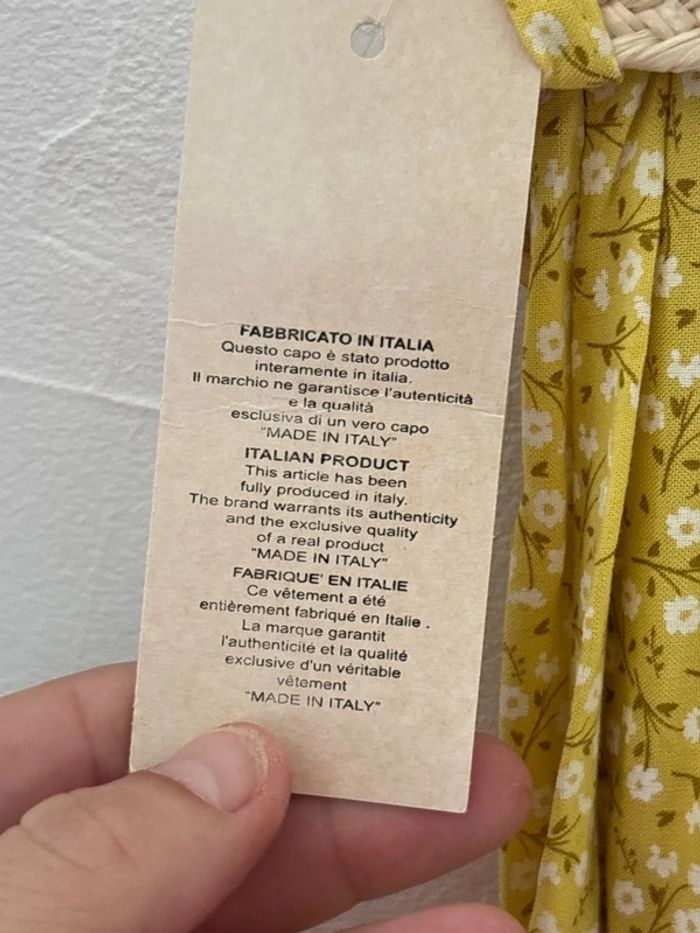 FABBRICATO IN ITALIA
Questo capo è stato prodotto
interamente in italia.
Il marchio ne garantisce l'autenticità
e la qualità
esclusiva di un vero capo
"MADE IN ITALY"
ITALIAN PRODUCT
This article has been
fully produced in italy.
The brand warrants its authenticity
and the exclusive quality
of a real product
"MADE IN ITALY"
FABRIQUE' EN ITALIE
Ce vêtement a été
entièrement fabriqué en Italie .
La marque garantit
l'authenticité et la qualité
exclusive d'un véritable
vêtement
"MADE IN ITALY"